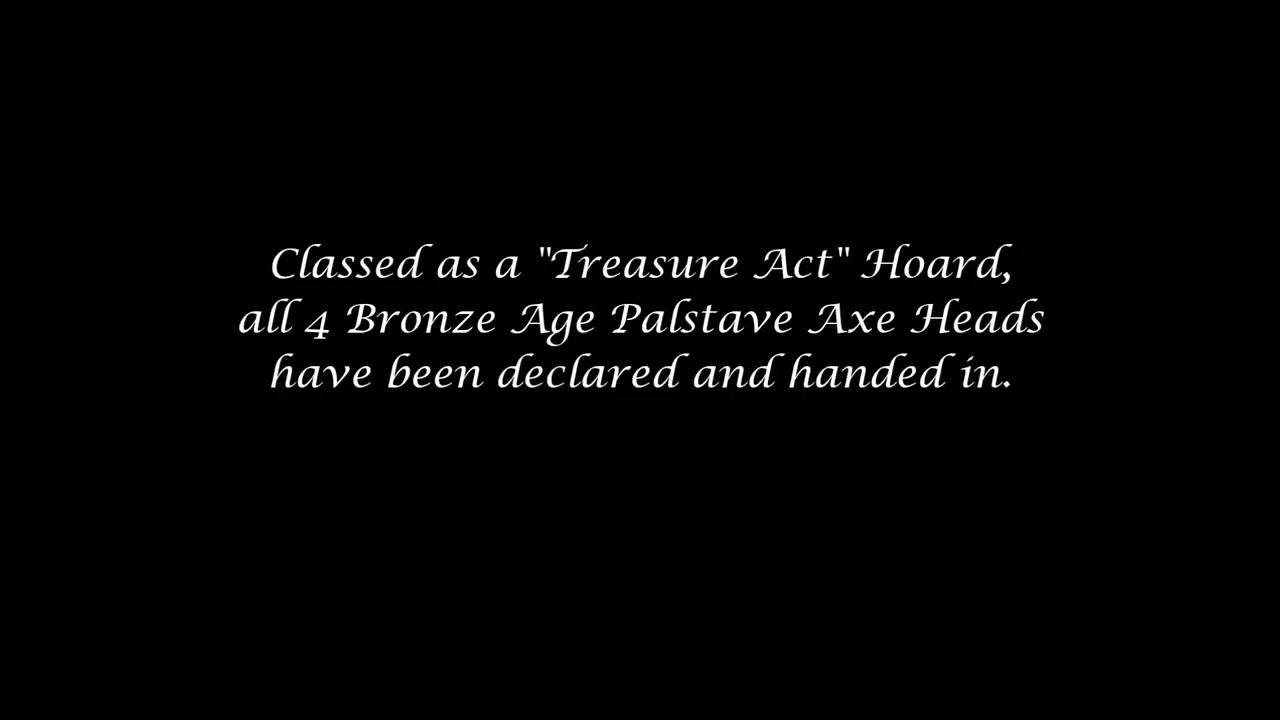 Classed as a "Treasure Act" Hoard,
all 4 Bronze Age Palstave Axe Heads
have been declared and handed in.